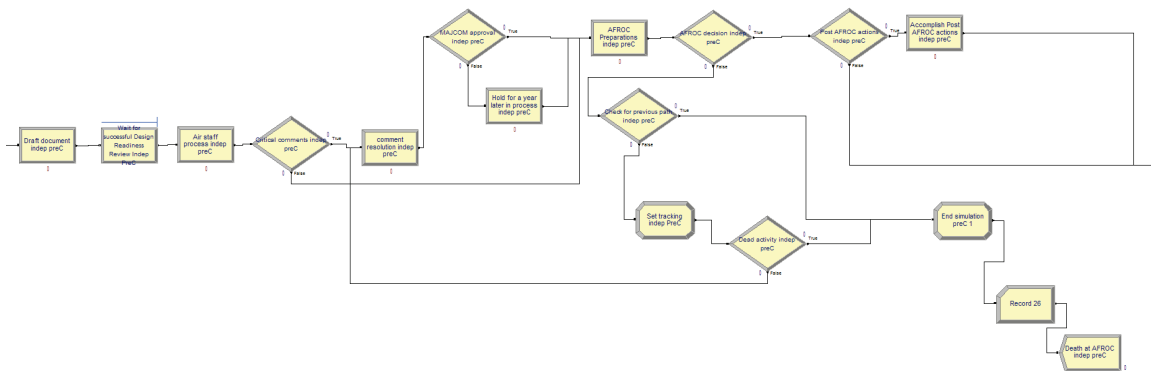 MAJCOM approval
indep preC
True
False
AFROC
Preparations
indep preC
AFROC decision indep
preC
True
False
Post AFROC actions
indep preC
True
False
Accomplish Post
AFROC actions
indep preC
Hold for a year
later in process
indep preC
Check for previous path
indep preC
True
False
Draft document
indep preC
Wait for
successful Design
Readiness
Review Indep
PreC
Air staff
process indep
preC
Critical comments indep
preC
True
False
comment
resolution indep
preC
Set tracking
indep PreC
Dead activity indep
preC
True
False
End simulation
preC 1
Record 26
Death at AFROC
indep preC